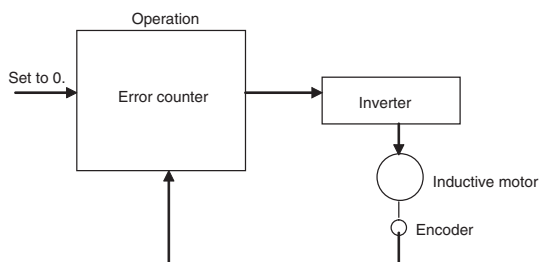 Operation
Set to 0.
Error counter
Inverter
Inductive motor
Encoder